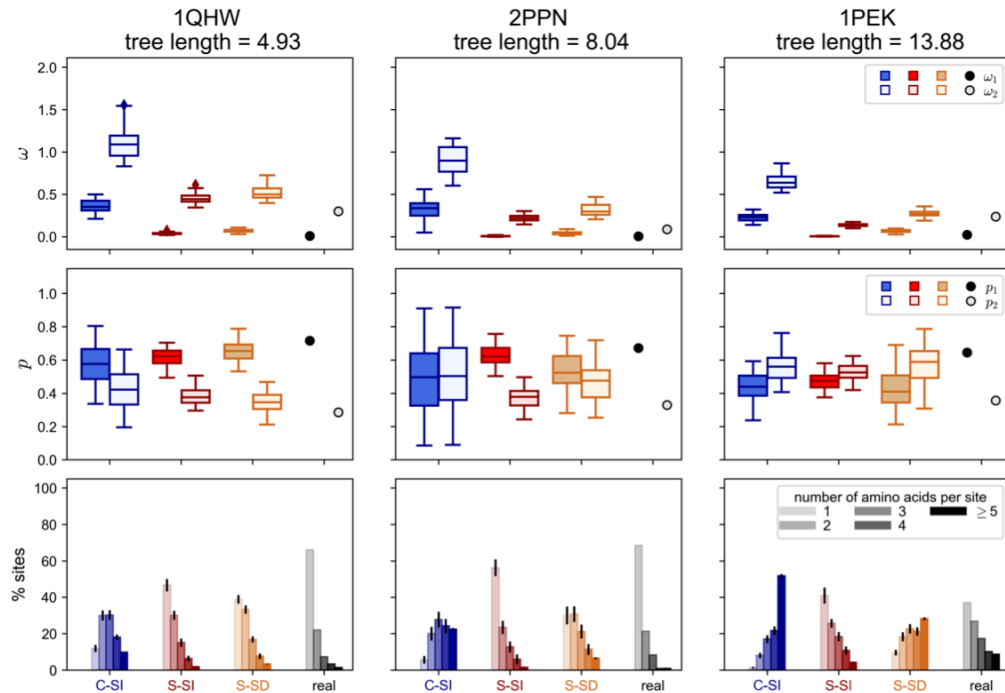 1QHW
tree length = 4.93
2PPN
tree length = 8.04
1PEK
tree length = 13.88
ω
2.0
1.5
1.0
0.5
0.0
ω₁
ω₂
p
1.0
0.8
0.6
0.4
0.2
0.0
p₁
p₂
% sites
100
80
60
40
20
0
number of amino acids per site
1 3 ≥ 5
2 4
C-SI S-SI S-SD real
C-SI S-SI S-SD real
C-SI S-SI S-SD real